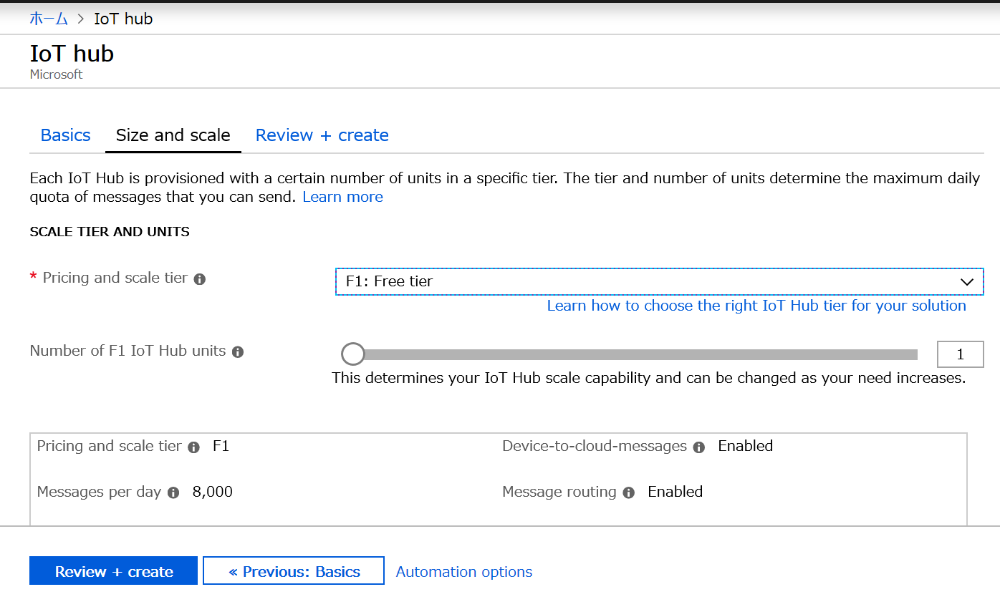 ホーム > IoT hub
IoT hub
Microsoft
Basics Size and scale Review + create
Each IoT Hub is provisioned with a certain number of units in a specific tier. The tier and number of units determine the maximum daily
quota of messages that you can send. Learn more
SCALE TIER AND UNITS
* Pricing and scale tier F1: Free tier
Learn how to choose the right IoT Hub tier for your solution
Number of F1 IoT Hub units 1
This determines your IoT Hub scale capability and can be changed as your need increases.
Pricing and scale tier F1 Device-to-cloud-messages Enabled
Messages per day 8,000 Message routing Enabled
Review + create « Previous: Basics Automation options